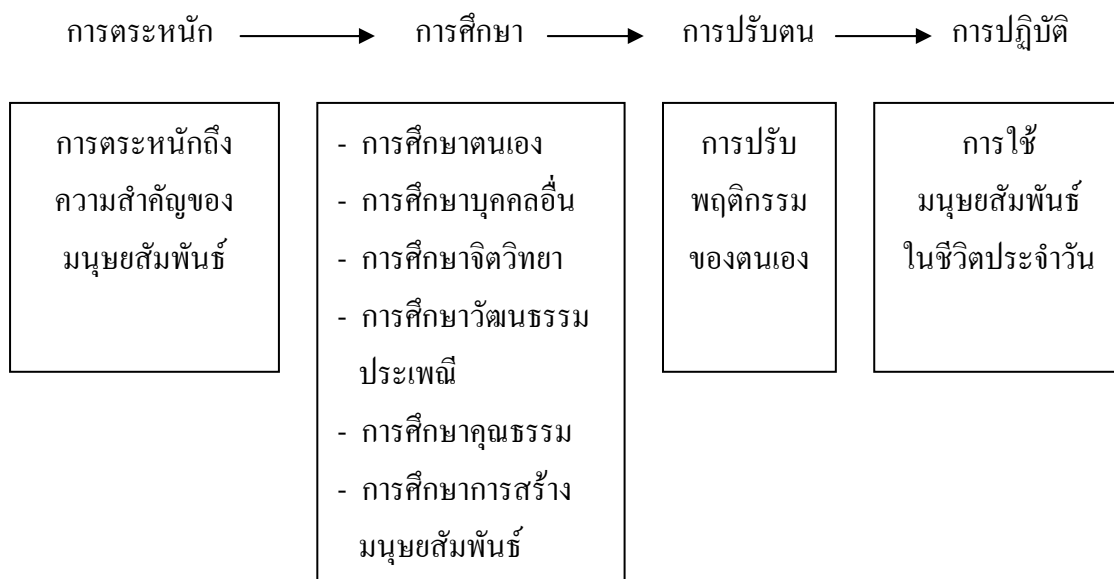 การตระหนัก การศึกษา การปรับตน การปฏิบัติ
การตระหนักถึง
ความสำคัญของ
มนุษยสัมพันธ์
- การศึกษาตนเอง
- การศึกษาบุคคลอื่น
- การศึกษาจิตวิทยา
- การศึกษาวัฒนธรรม
ประเพณี
- การศึกษาคุณธรรม
- การศึกษาการสร้าง
มนุษยสัมพันธ์
การปรับ
พฤติกรรม
ของตนเอง
การใช้
มนุษยสัมพันธ์
ในชีวิตประจำวัน